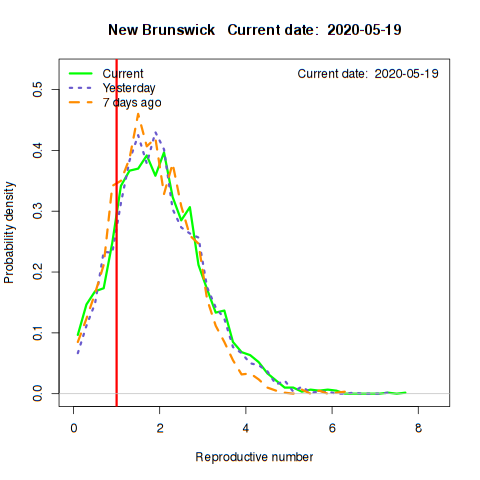 New Brunswick   Current date:  2020-05-19
Current
Yesterday
7 days ago
Current date:  2020-05-19
Probability density
0.5
0.4
0.3
0.2
0.1
0.0
0 2 4 6 8
Reproductive number